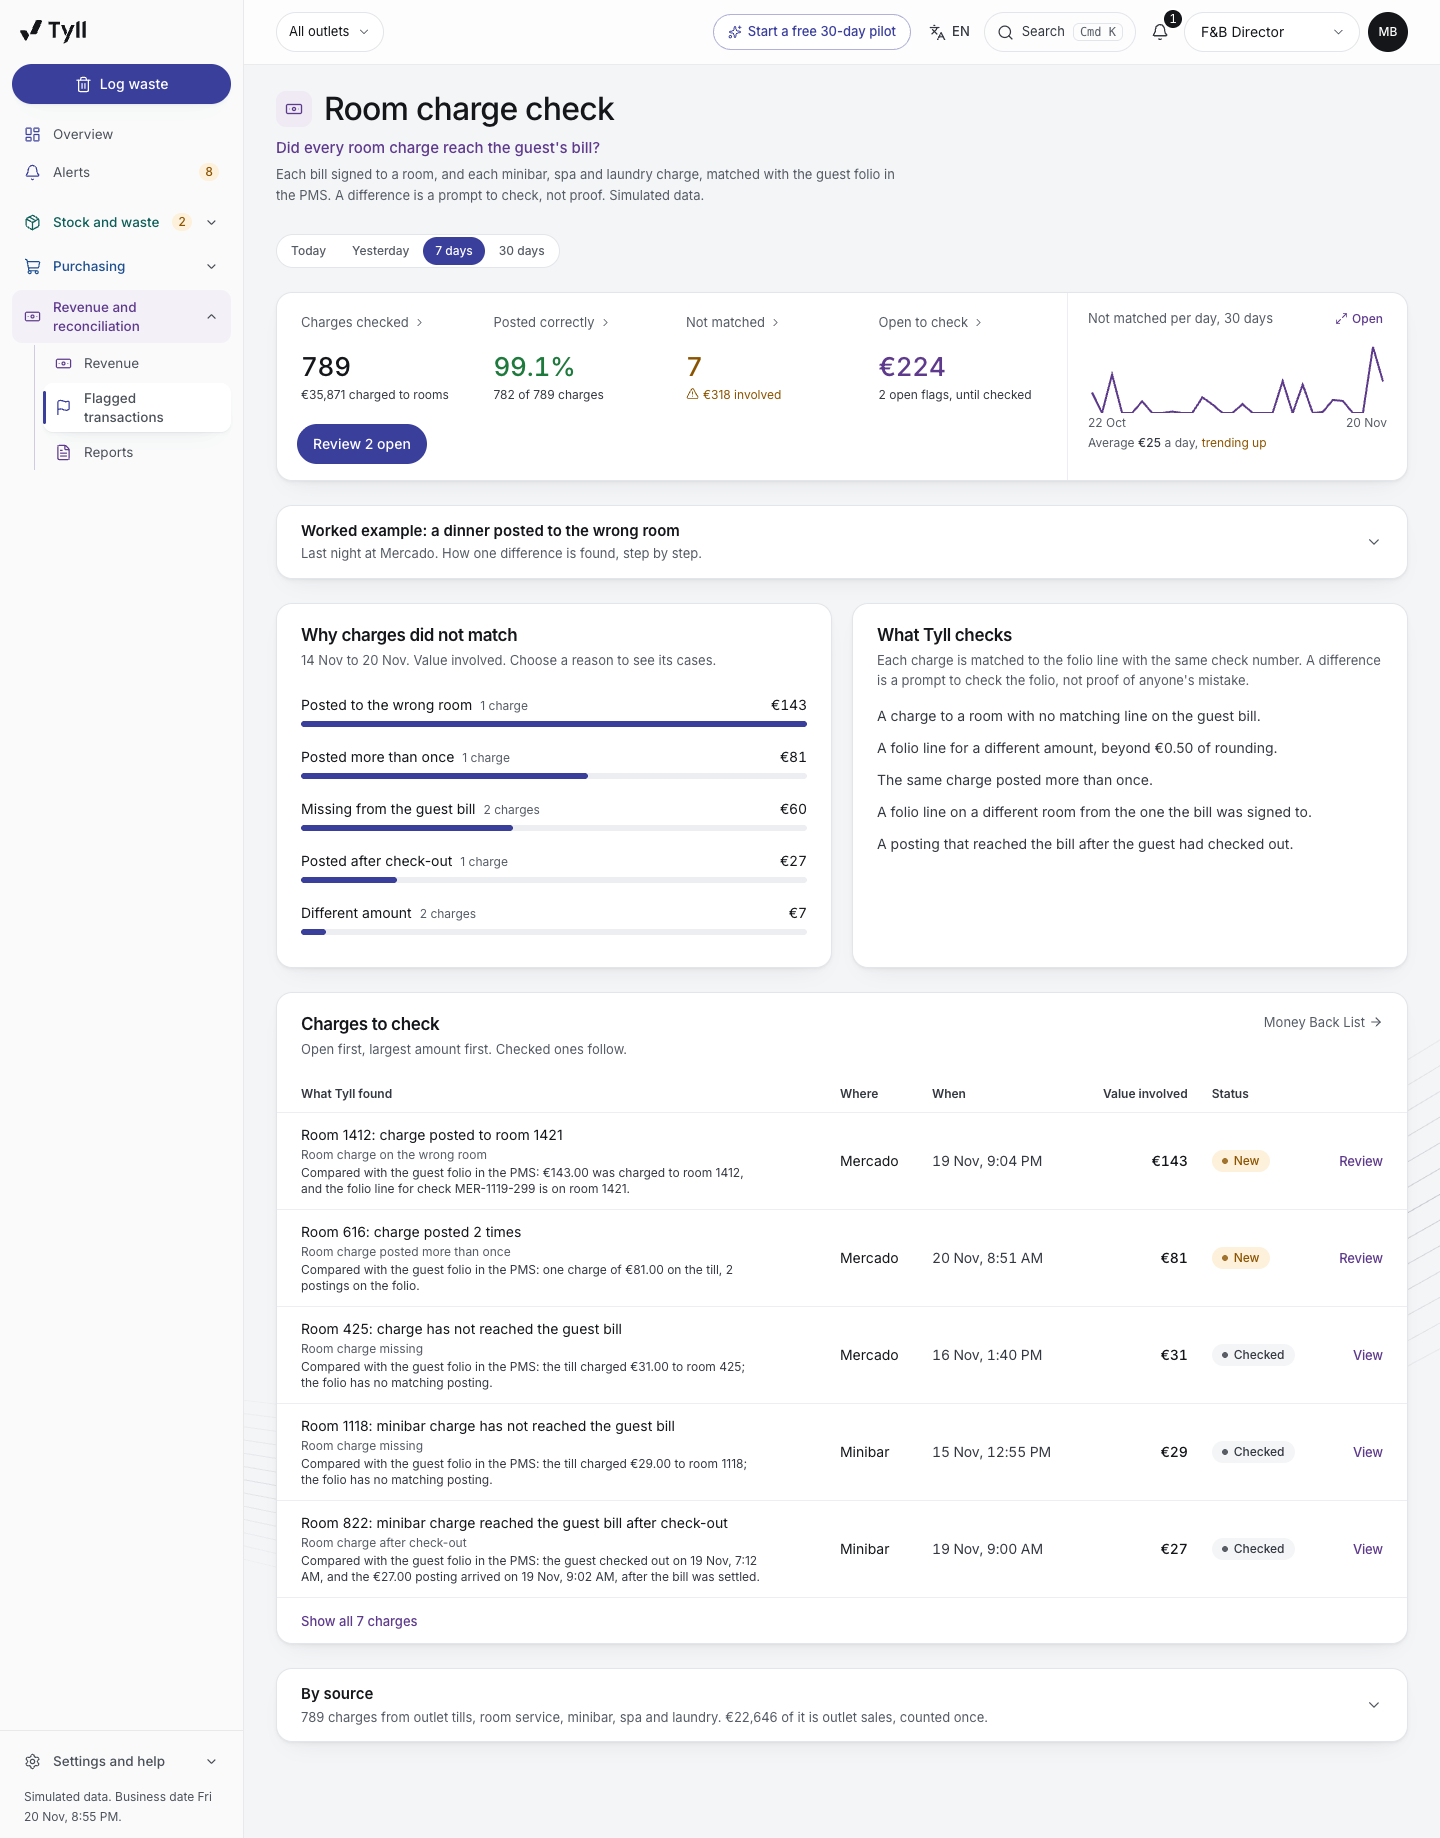 Tyll
Log waste
Overview
Alerts 8
Stock and waste 2
Purchasing
Revenue and
reconciliation
Revenue
Flagged
transactions
Reports
Settings and help
Simulated data. Business date Fri
20 Nov, 8:55 PM.
All outlets
Start a free 30-day pilot
EN
Search Cmd K
1
F&B Director
MB
Room charge check
Did every room charge reach the guest's bill?
Each bill signed to a room, and each minibar, spa and laundry charge, matched with the guest folio in
the PMS. A difference is a prompt to check, not proof. Simulated data.
Today Yesterday 7 days 30 days
Charges checked
789
€35,871 charged to rooms
Posted correctly
99.1%
782 of 789 charges
Not matched
7
€318 involved
Open to check
€224
2 open flags, until checked
Review 2 open
Not matched per day, 30 days Open
22 Oct 20 Nov
Average €25 a day, trending up
Worked example: a dinner posted to the wrong room
Last night at Mercado. How one difference is found, step by step.
Why charges did not match
14 Nov to 20 Nov. Value involved. Choose a reason to see its cases.
Posted to the wrong room 1 charge €143
Posted more than once 1 charge €81
Missing from the guest bill 2 charges €60
Posted after check-out 1 charge €27
Different amount 2 charges €7
What Tyll checks
Each charge is matched to the folio line with the same check number. A difference
is a prompt to check the folio, not proof of anyone's mistake.
A charge to a room with no matching line on the guest bill.
A folio line for a different amount, beyond €0.50 of rounding.
The same charge posted more than once.
A folio line on a different room from the one the bill was signed to.
A posting that reached the bill after the guest had checked out.
Charges to check Money Back List
Open first, largest amount first. Checked ones follow.
What Tyll found Where When Value involved Status
Room 1412: charge posted to room 1421
Room charge on the wrong room
Compared with the guest folio in the PMS: €143.00 was charged to room 1412,
and the folio line for check MER-1119-299 is on room 1421.
Mercado 19 Nov, 9:04 PM €143 New Review
Room 616: charge posted 2 times
Room charge posted more than once
Compared with the guest folio in the PMS: one charge of €81.00 on the till, 2
postings on the folio.
Mercado 20 Nov, 8:51 AM €81 New Review
Room 425: charge has not reached the guest bill
Room charge missing
Compared with the guest folio in the PMS: the till charged €31.00 to room 425;
the folio has no matching posting.
Mercado 16 Nov, 1:40 PM €31 Checked View
Room 1118: minibar charge has not reached the guest bill
Room charge missing
Compared with the guest folio in the PMS: the till charged €29.00 to room 1118;
the folio has no matching posting.
Minibar 15 Nov, 12:55 PM €29 Checked View
Room 822: minibar charge reached the guest bill after check-out
Room charge after check-out
Compared with the guest folio in the PMS: the guest checked out on 19 Nov, 7:12
AM, and the €27.00 posting arrived on 19 Nov, 9:02 AM, after the bill was settled.
Minibar 19 Nov, 9:00 AM €27 Checked View
Show all 7 charges
By source
789 charges from outlet tills, room service, minibar, spa and laundry. €22,646 of it is outlet sales, counted once.